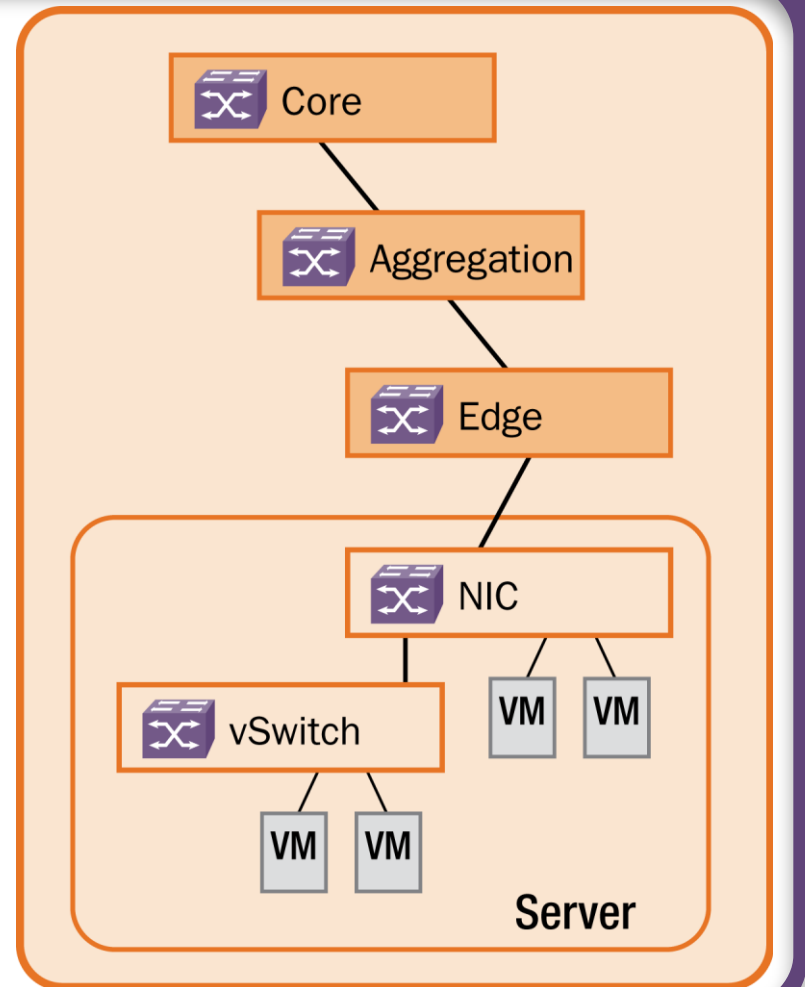 Core
Aggregation
Edge
NIC
VM VM
vSwitch
VM VM
Server